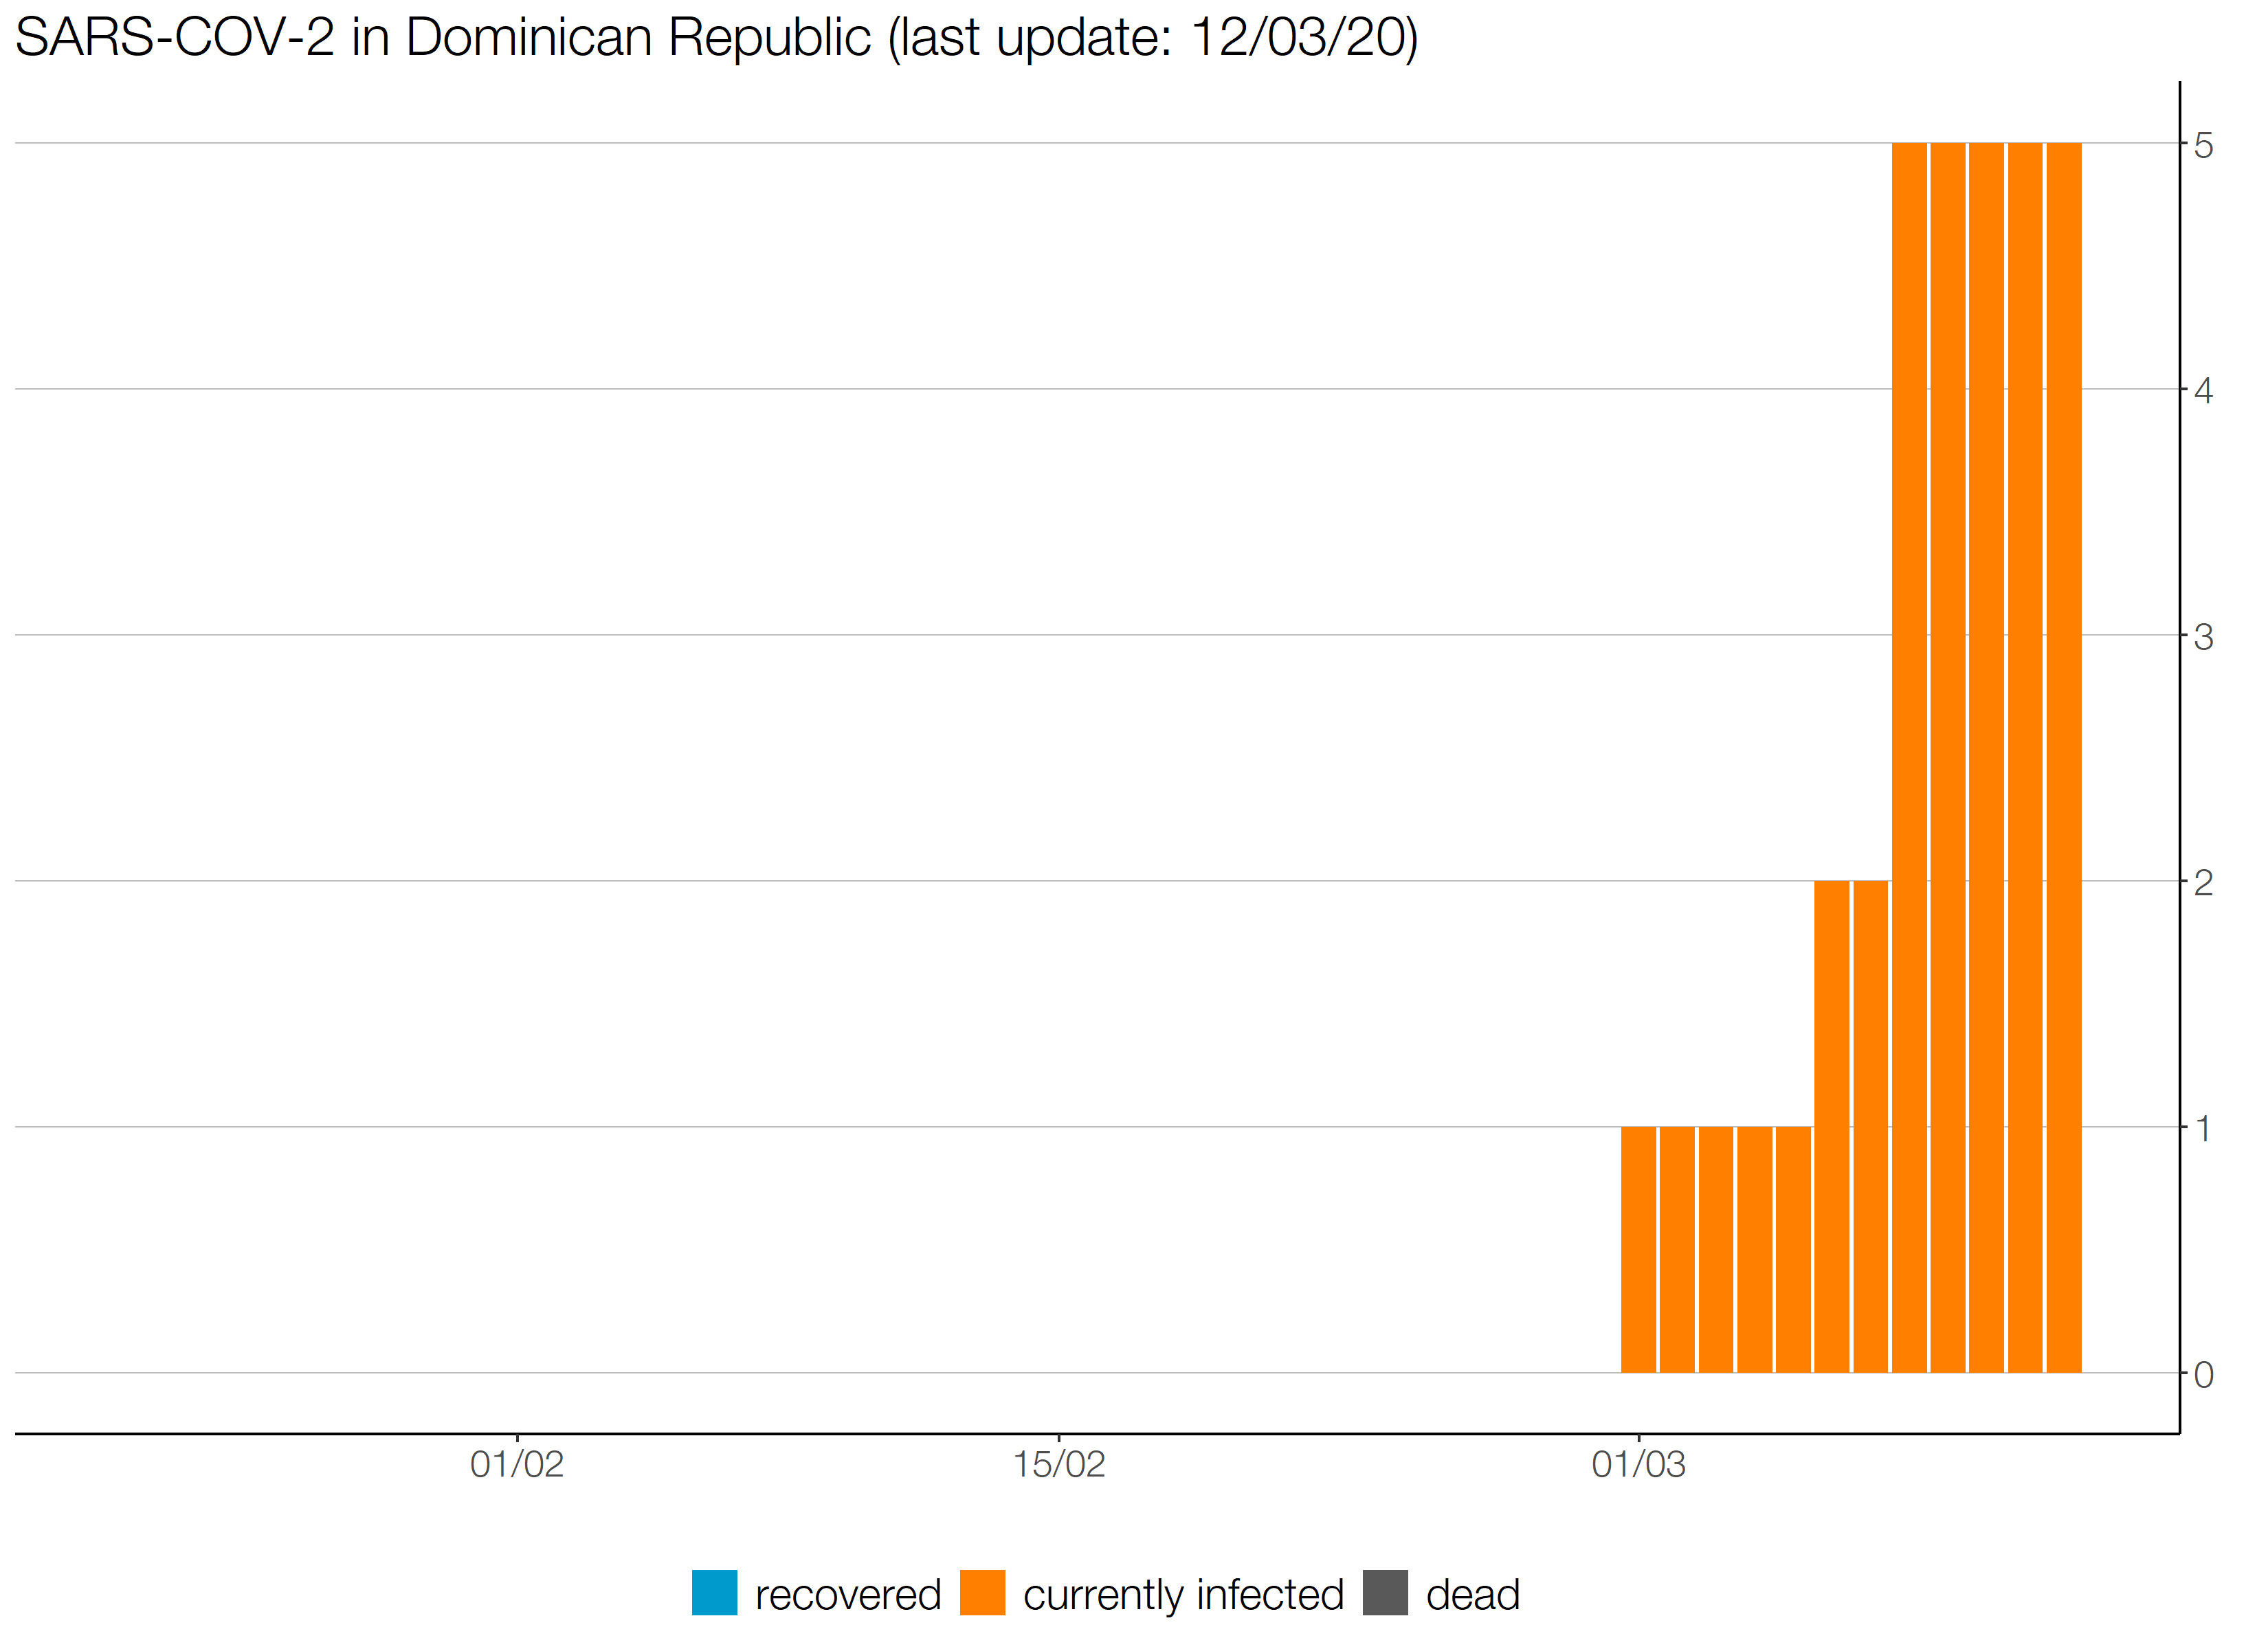 SARS-COV-2 in Dominican Republic (last update: 12/03/20)
5
4
3
2
1
0
01/02 15/02 01/03
recovered currently infected dead